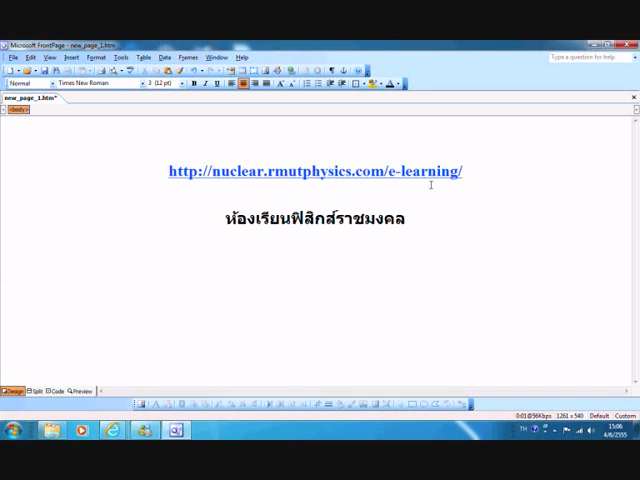 Microsoft FrontPage - new_page_1.htm
File Edit View Insert Format Tools Table Data Frames Window Help
Type a question for help
Normal Times New Roman 3 (12 pt) B I U
new_page_1.htm*
<body>
http://nuclear.rmutphysics.com/e-learning/
ห้องเรียนฟิสิกส์ราชมงคล
Design Split Code Preview
0:01@56Kbps 1261 x 540 Default Custom
TH 15:06
4/6/2555